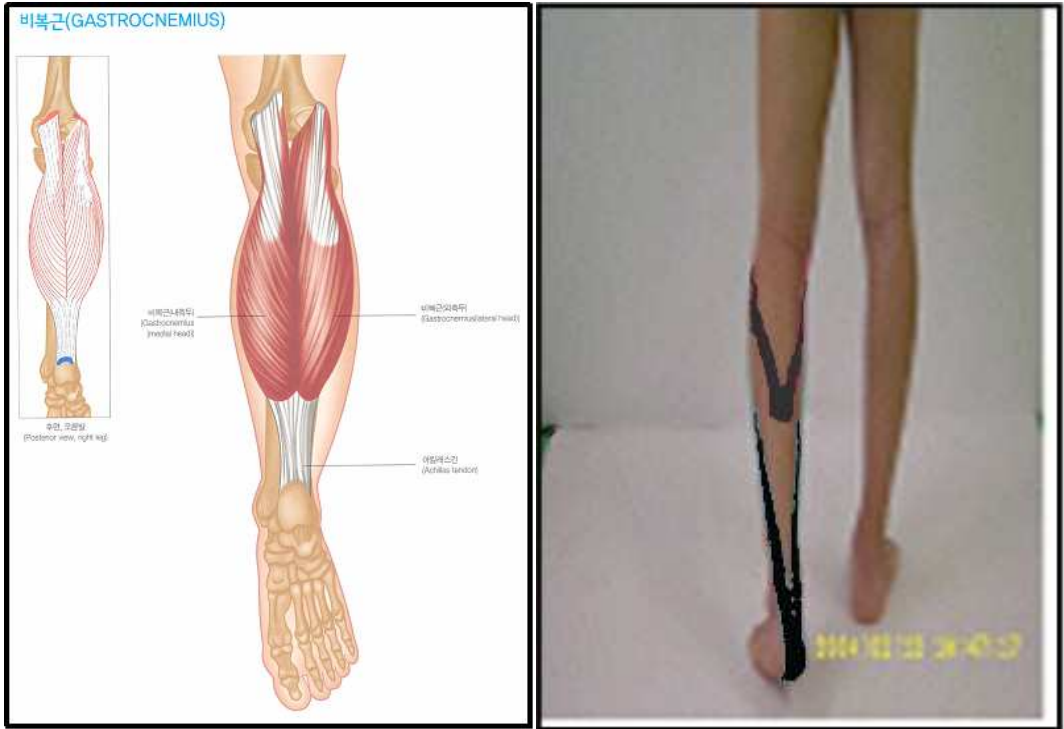 비복근(GASTROCNEMIUS)
비복근(내측두)
(Gastrocnemius
(medial head))
비복근(외측두)
(Gastrocnemius(lateral head))
후면, 오른발
(Posterior view, right leg)
아킬레스건
(Achilles tendon)